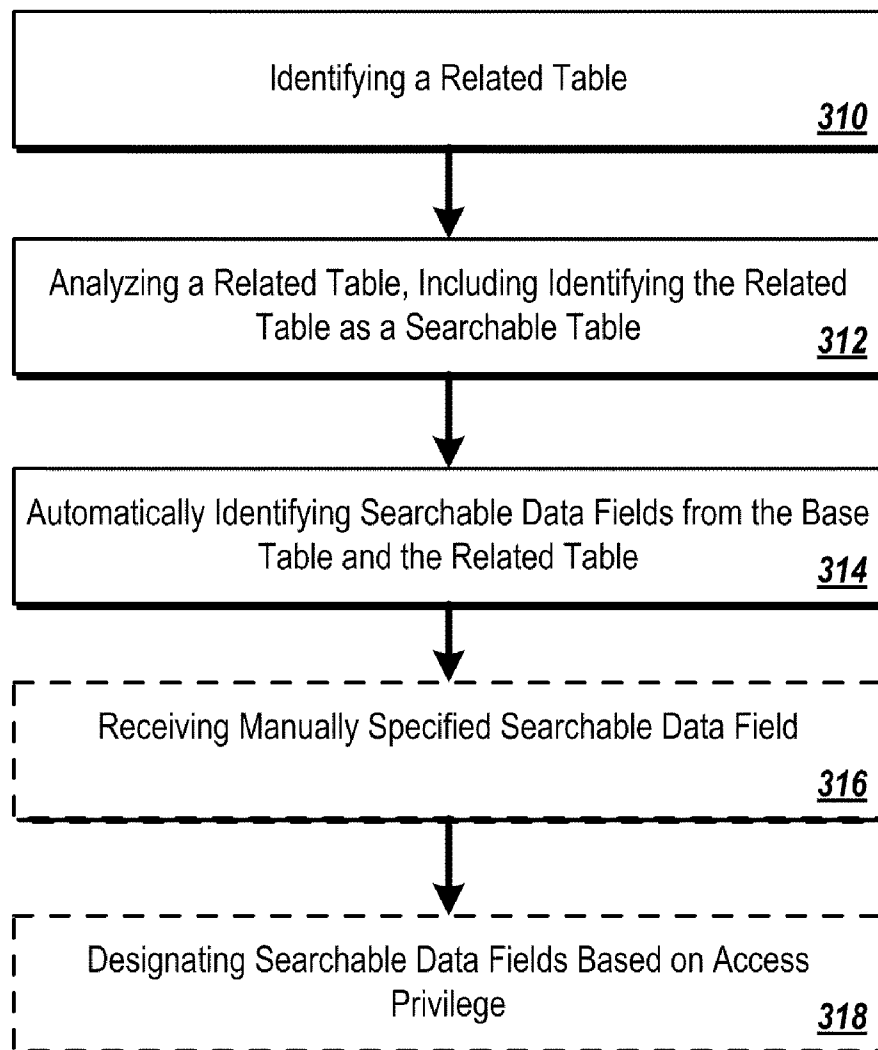 Identifying a Related Table
310
Analyzing a Related Table, Including Identifying the Related
Table as a Searchable Table
312
Automatically Identifying Searchable Data Fields from the Base
Table and the Related Table
314
Receiving Manually Specified Searchable Data Field
316
Designating Searchable Data Fields Based on Access
Privilege
318